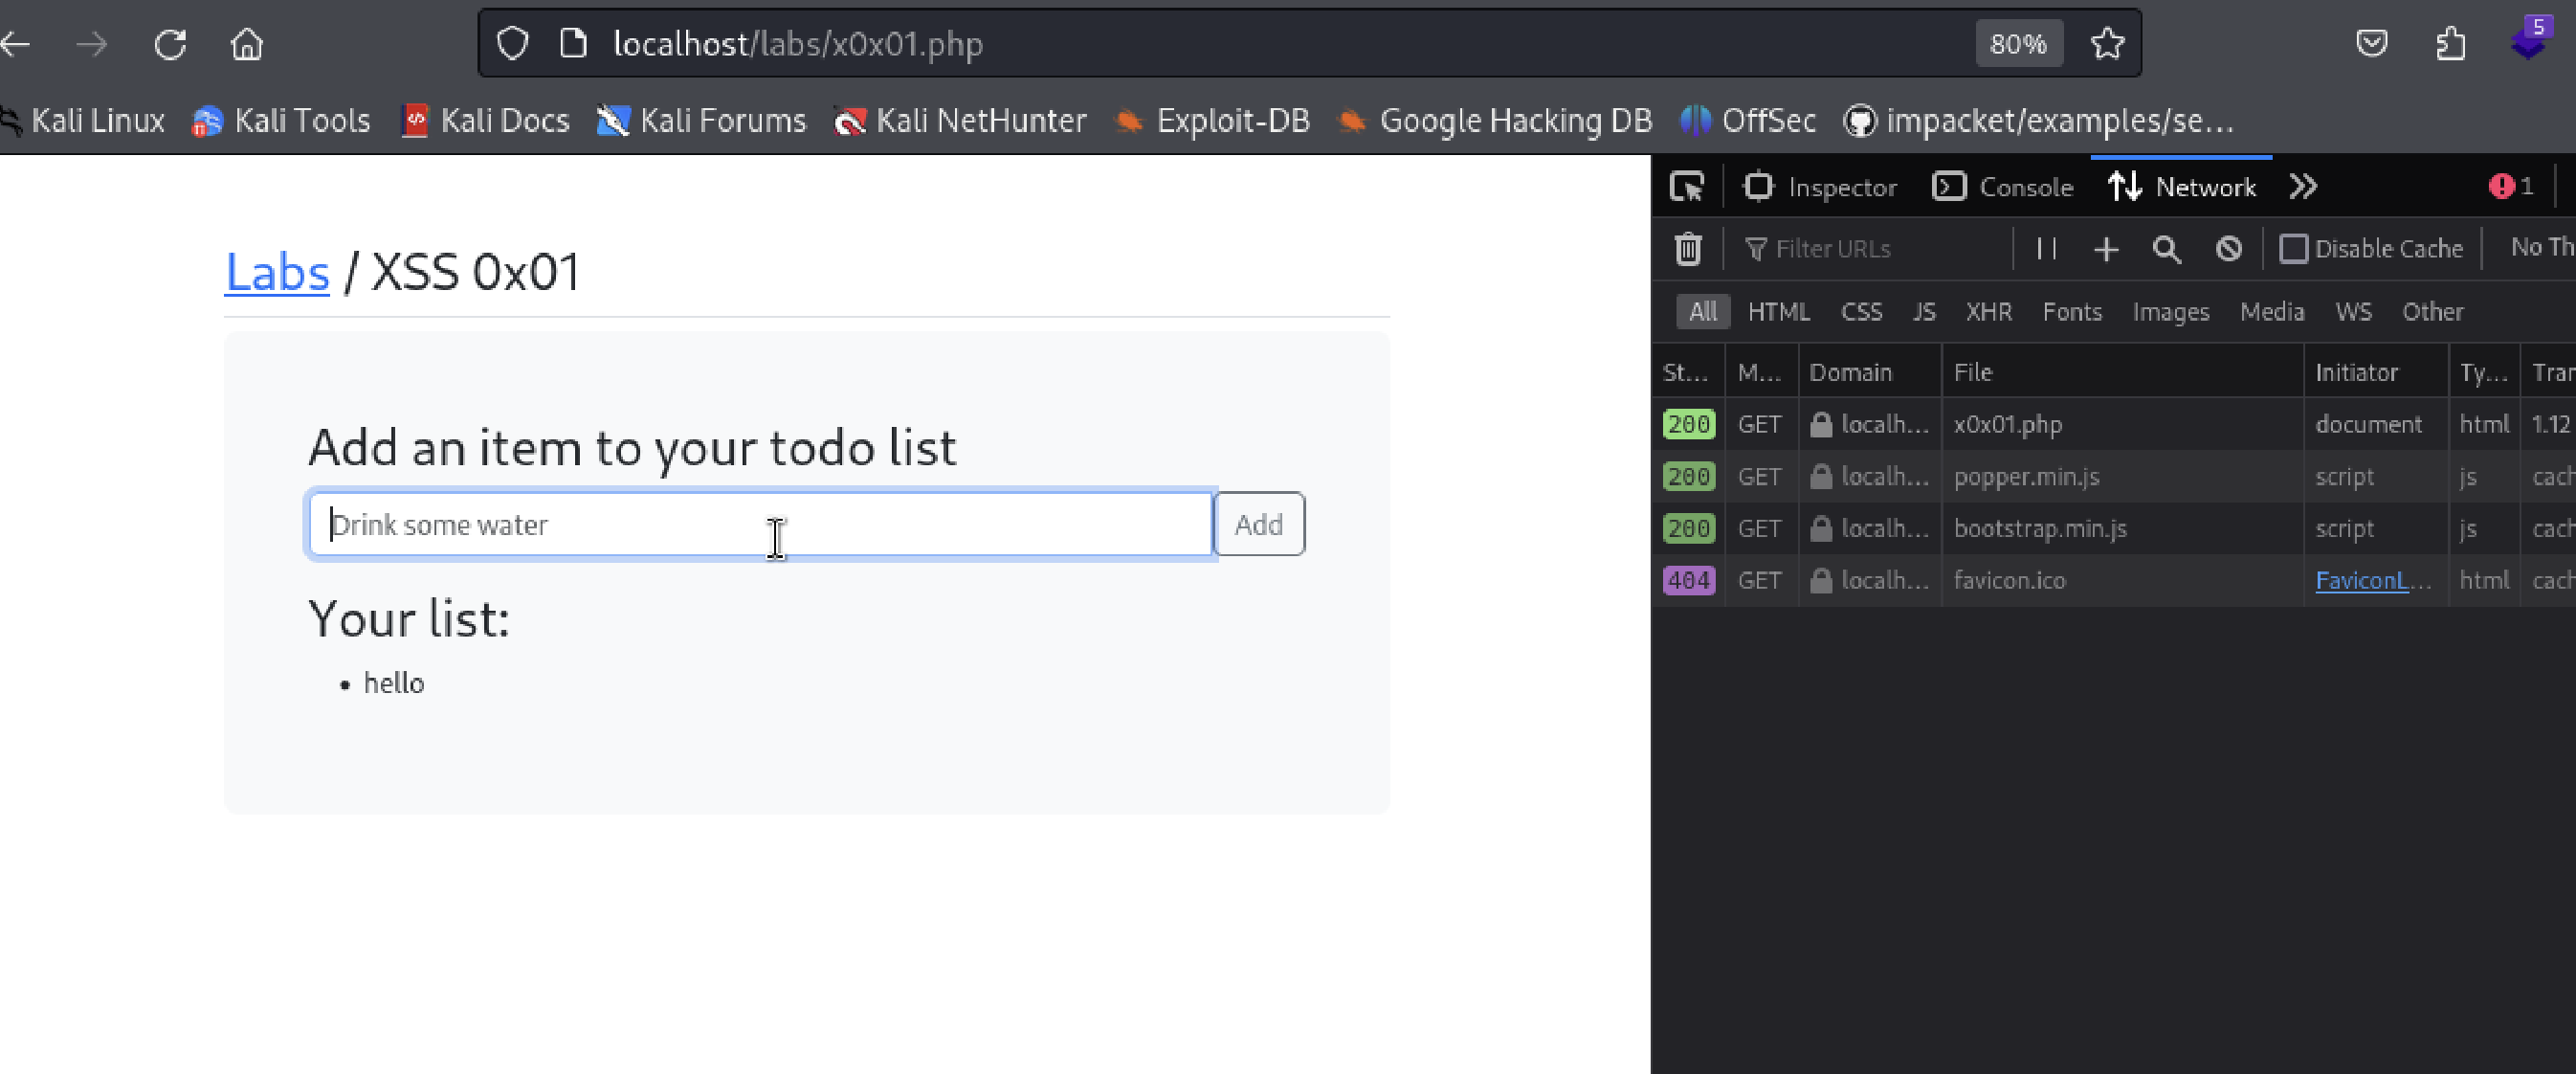 localhost/labs/x0x01.php 80% 5
Kali Linux Kali Tools Kali Docs Kali Forums Kali NetHunter Exploit-DB Google Hacking DB OffSec impacket/examples/se...
Inspector Console Network 1
Filter URLs Disable Cache No Th
All HTML CSS JS XHR Fonts Images Media WS Other
St... M... Domain File Initiator Ty... Tran
200 GET localh... x0x01.php document html 1.12
200 GET localh... popper.min.js script js cach
200 GET localh... bootstrap.min.js script js cach
404 GET localh... favicon.ico FaviconL... html cach
Labs / XSS 0x01
Add an item to your todo list
Drink some water Add
Your list:
• hello